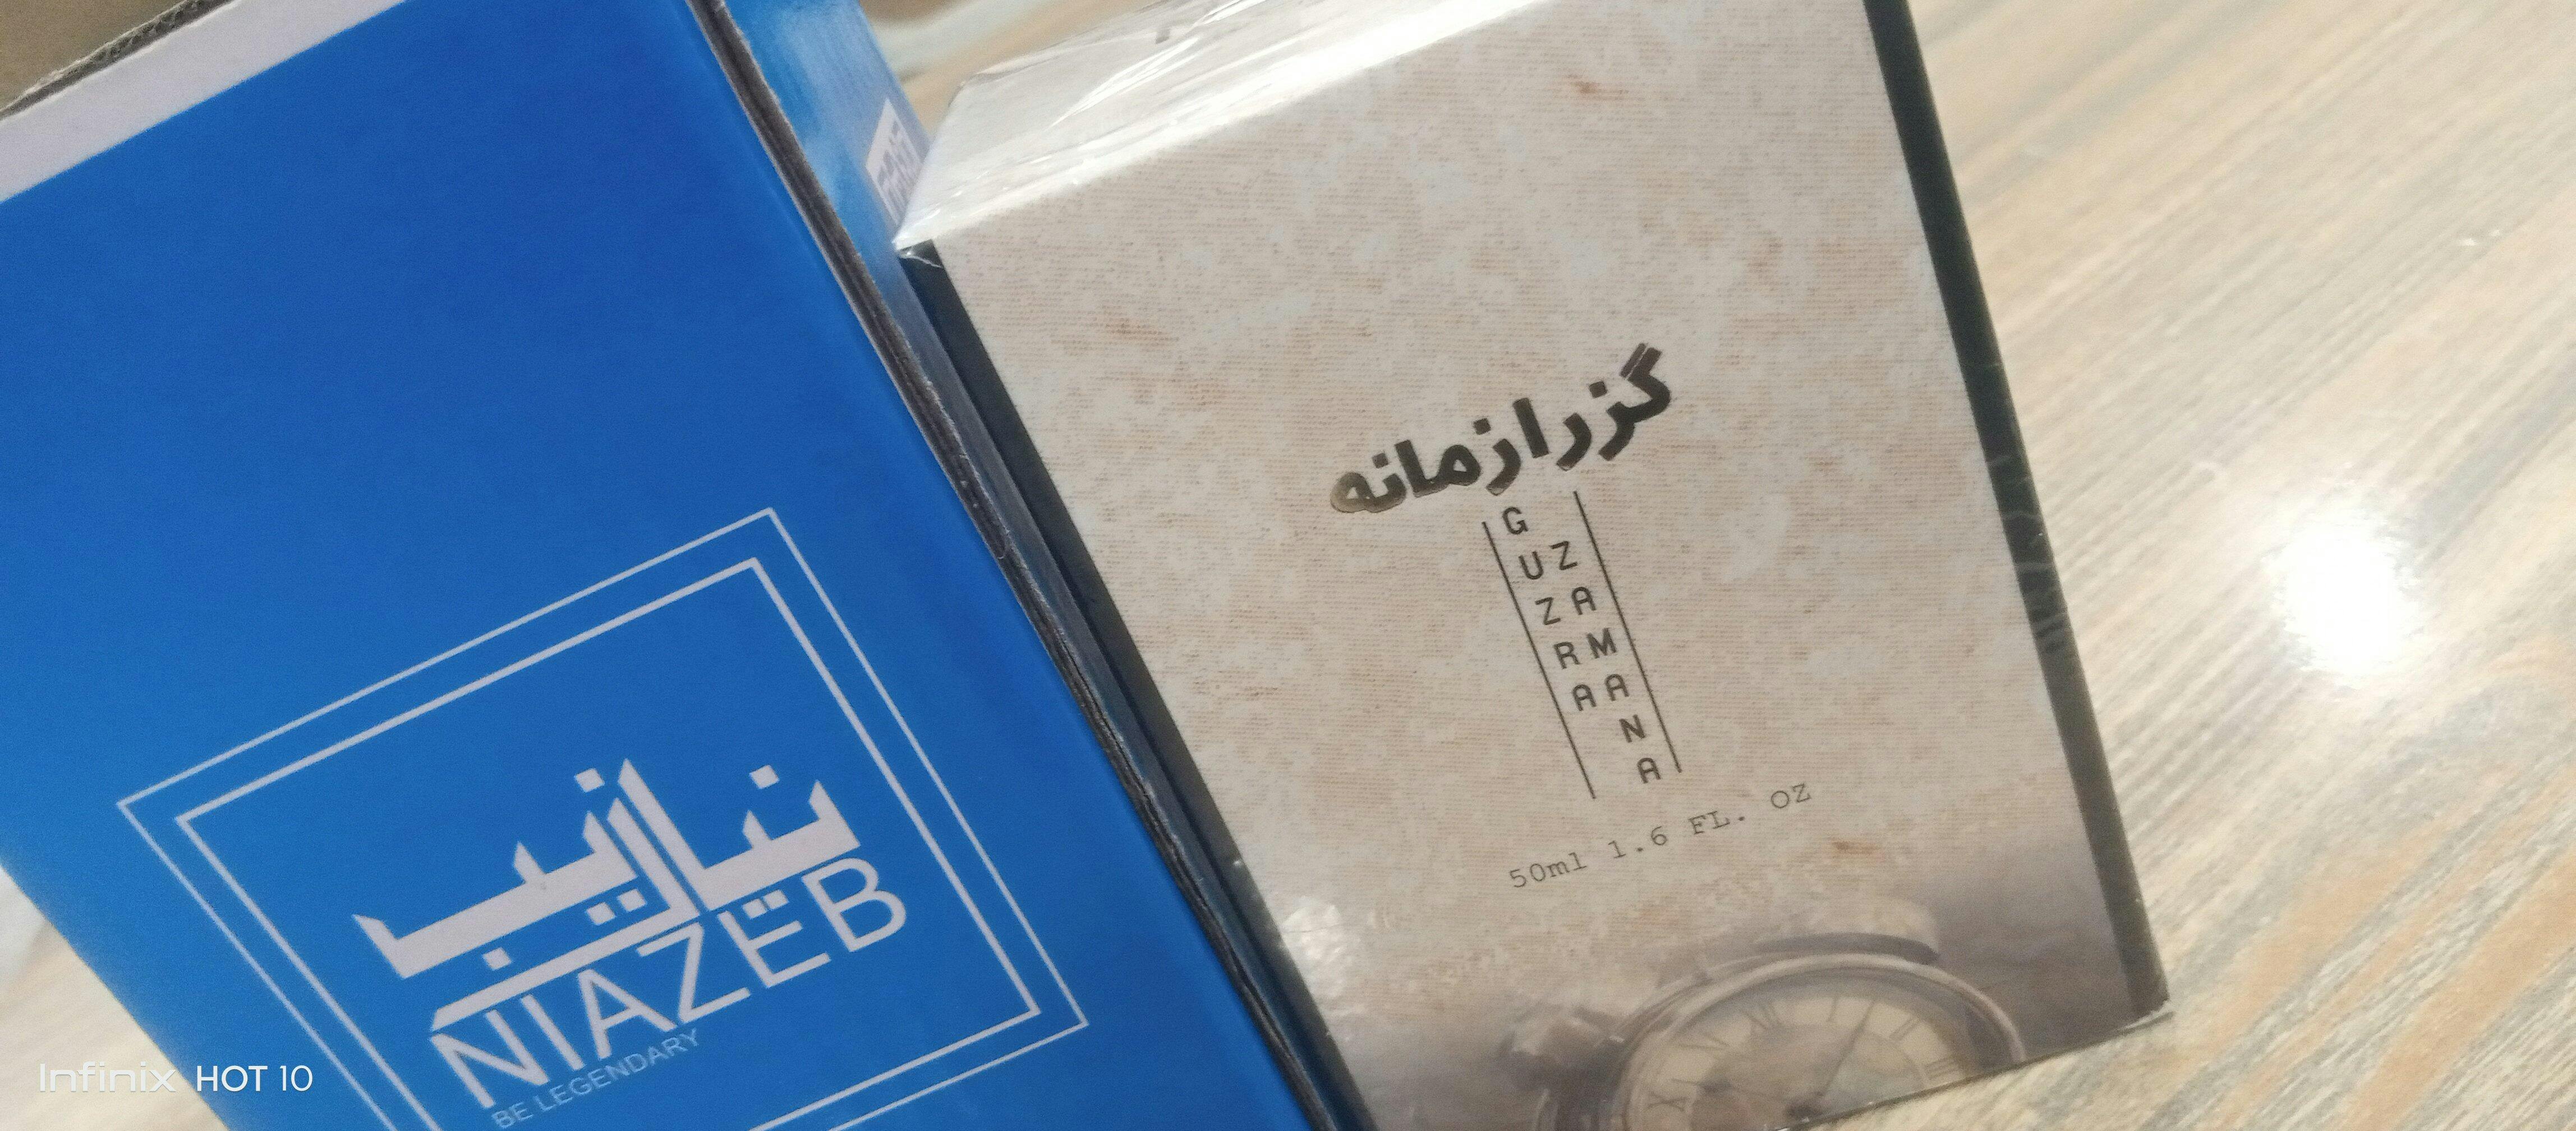 نیازیب
NIAZEB
BE LEGENDARY
گزرازمانہ
GUZRA
ZAMANA
50ml 1.6 FL. OZ
Infinix HOT 10